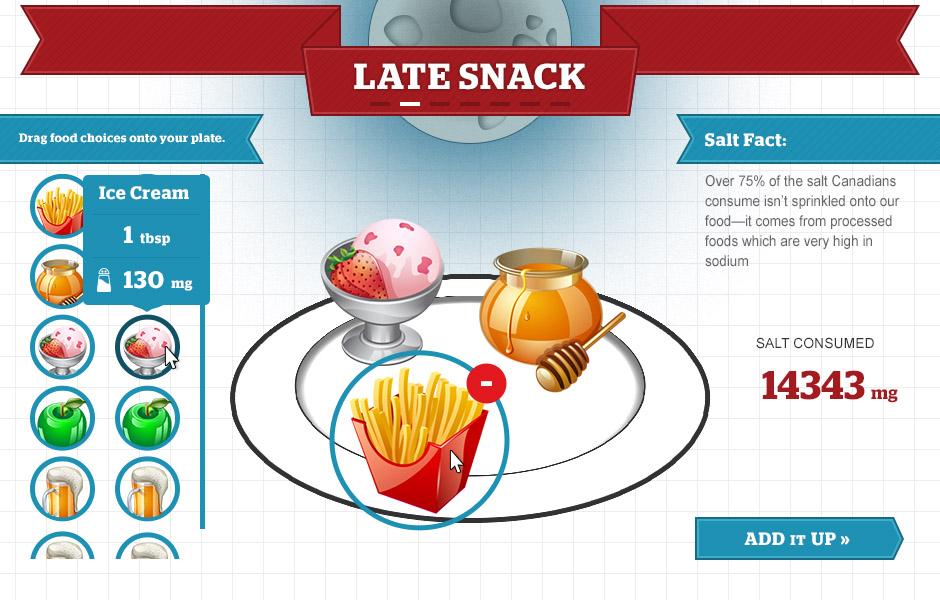 LATE SNACK
Drag food choices onto your plate.
Ice Cream
1 tbsp
130 mg
Salt Fact:
Over 75% of the salt Canadians
consume isn't sprinkled onto our
food—it comes from processed
foods which are very high in
sodium
SALT CONSUMED
14343 mg
-
ADD IT UP »